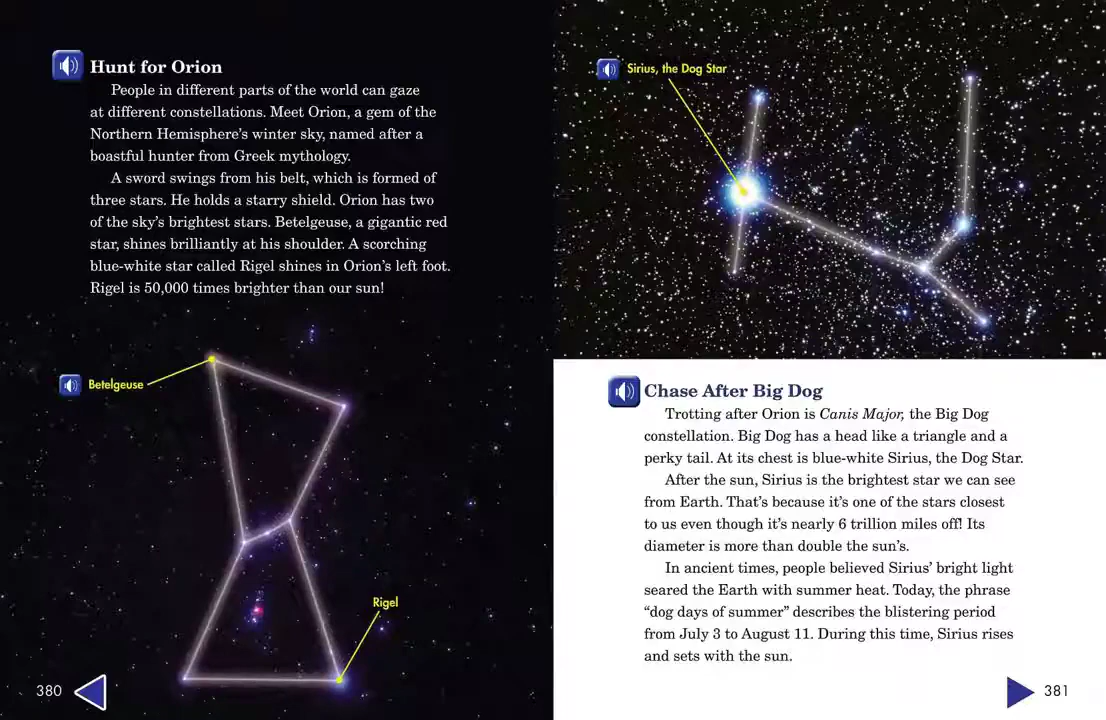 Hunt for Orion
People in different parts of the world can gaze
at different constellations. Meet Orion, a gem of the
Northern Hemisphere's winter sky, named after a
boastful hunter from Greek mythology.
A sword swings from his belt, which is formed of
three stars. He holds a starry shield. Orion has two
of the sky's brightest stars. Betelgeuse, a gigantic red
star, shines brilliantly at his shoulder. A scorching
blue-white star called Rigel shines in Orion's left foot.
Rigel is 50,000 times brighter than our sun!
Betelgeuse
Rigel
380
Sirius, the Dog Star
Chase After Big Dog
Trotting after Orion is Canis Major, the Big Dog
constellation. Big Dog has a head like a triangle and a
perky tail. At its chest is blue-white Sirius, the Dog Star.
After the sun, Sirius is the brightest star we can see
from Earth. That's because it's one of the stars closest
to us even though it's nearly 6 trillion miles off! Its
diameter is more than double the sun's.
In ancient times, people believed Sirius' bright light
seared the Earth with summer heat. Today, the phrase
"dog days of summer" describes the blistering period
from July 3 to August 11. During this time, Sirius rises
and sets with the sun.
381